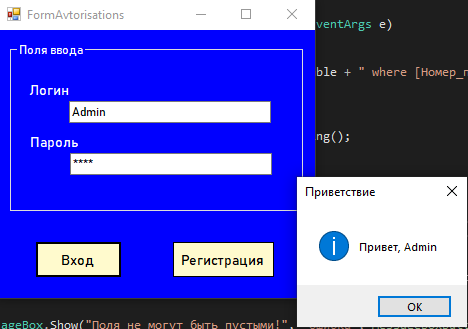 FormAvtorisations
ventArgs e)
Поля ввода
ble + " where [Номер_п
Логин
Admin
ng();
Пароль
****
Приветствие
Привет, Admin
Вход
Регистрация
OK
ageBox.Show("Поля не могут быть пустыми!",